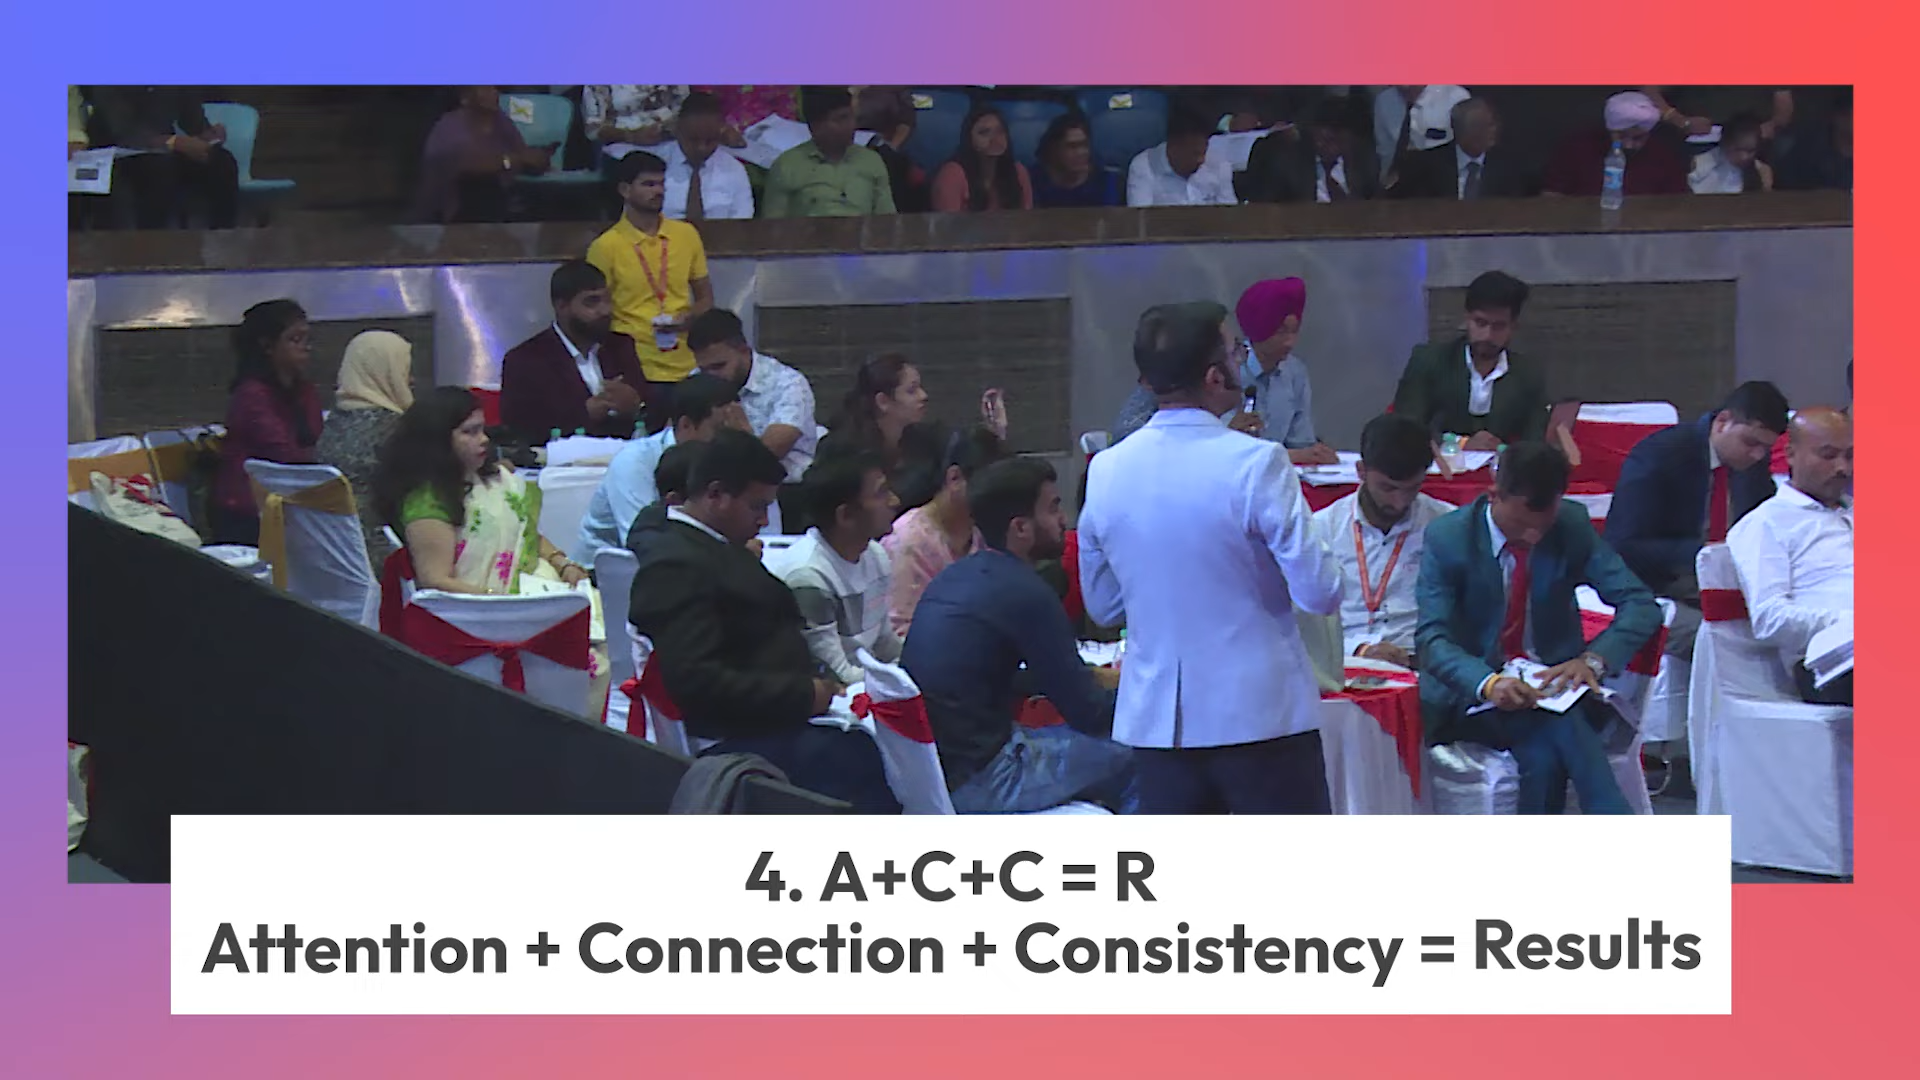 4. A+C+C = R
Attention + Connection + Consistency = Results